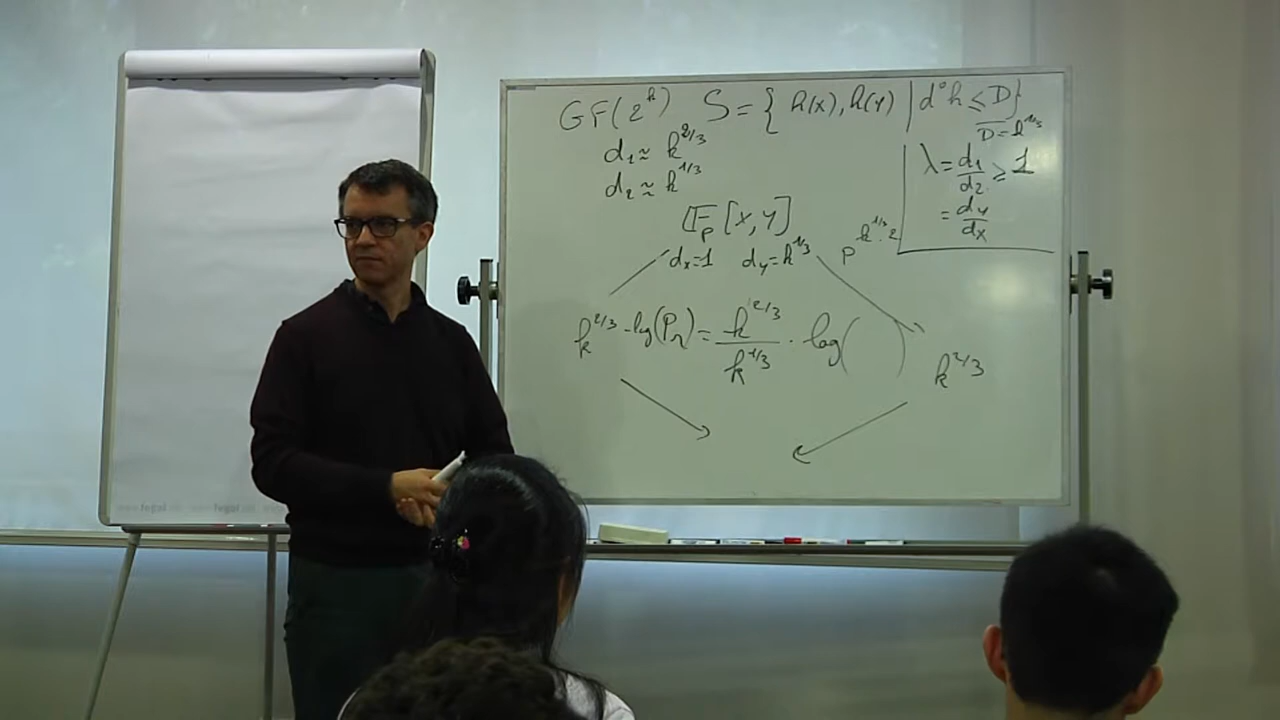 GF(2^k) S = { h(x), h(y) | d°h ≤ D }
D = k^{1/3}
d₁ ≈ k^{2/3}
d₂ ≈ k^{1/3}
λ = d₁/d₂ ≥ 1
= d_y/d_x
𝔽_p [x, y]
d_x = 1 d_y = k^{1/3}
p^{k^{1/3}·2}
k^{2/3} · log(P_r) = k^{2/3}/k^{1/3} · log( )
k^{2/3}